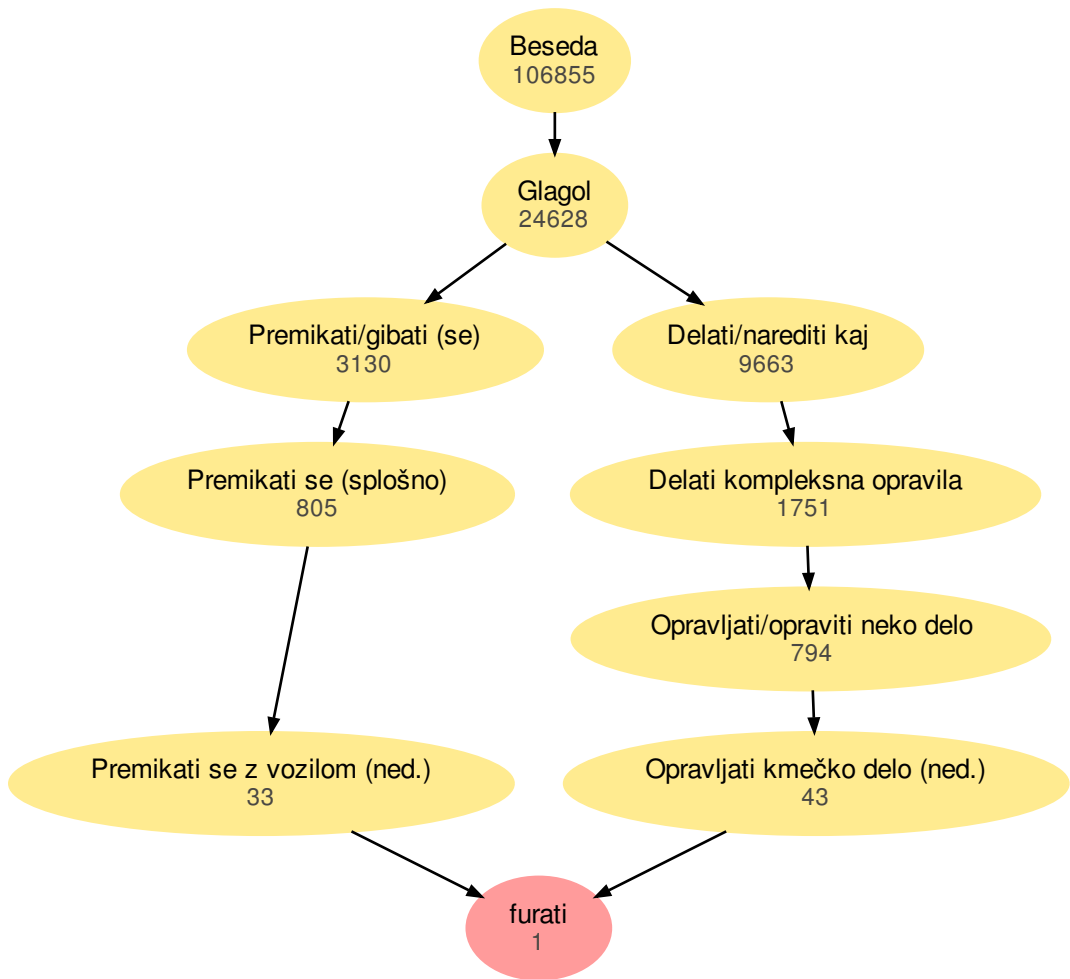 Beseda
106855
Glagol
24628
Premikati/gibati (se)
3130
Delati/narediti kaj
9663
Premikati se (splošno)
805
Delati kompleksna opravila
1751
Opravljati/opraviti neko delo
794
Premikati se z vozilom (ned.)
33
Opravljati kmečko delo (ned.)
43
furati
1